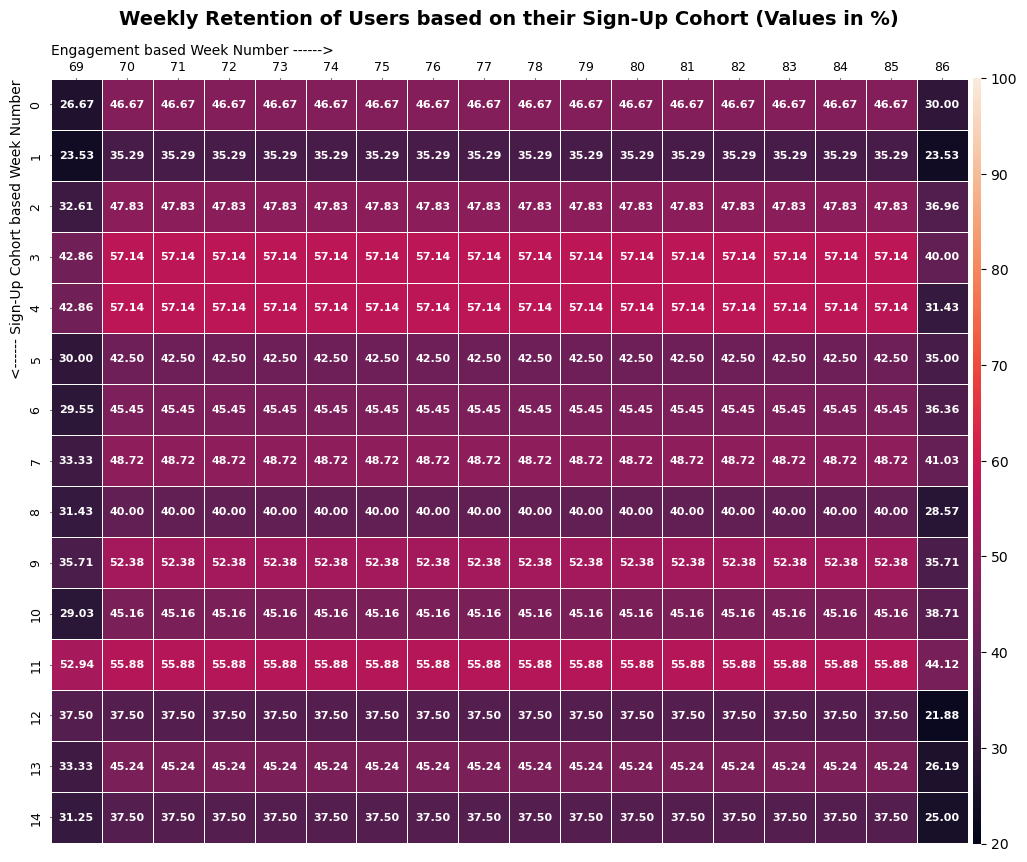 Weekly Retention of Users based on their Sign-Up Cohort (Values in %)
Engagement based Week Number ------>
69 70 71 72 73 74 75 76 77 78 79 80 81 82 83 84 85 86
<------ Sign-Up Cohort based Week Number
0 26.67 46.67 46.67 46.67 46.67 46.67 46.67 46.67 46.67 46.67 46.67 46.67 46.67 46.67 46.67 46.67 46.67 30.00
1 23.53 35.29 35.29 35.29 35.29 35.29 35.29 35.29 35.29 35.29 35.29 35.29 35.29 35.29 35.29 35.29 35.29 23.53
2 32.61 47.83 47.83 47.83 47.83 47.83 47.83 47.83 47.83 47.83 47.83 47.83 47.83 47.83 47.83 47.83 47.83 36.96
3 42.86 57.14 57.14 57.14 57.14 57.14 57.14 57.14 57.14 57.14 57.14 57.14 57.14 57.14 57.14 57.14 57.14 40.00
4 42.86 57.14 57.14 57.14 57.14 57.14 57.14 57.14 57.14 57.14 57.14 57.14 57.14 57.14 57.14 57.14 57.14 31.43
5 30.00 42.50 42.50 42.50 42.50 42.50 42.50 42.50 42.50 42.50 42.50 42.50 42.50 42.50 42.50 42.50 42.50 35.00
6 29.55 45.45 45.45 45.45 45.45 45.45 45.45 45.45 45.45 45.45 45.45 45.45 45.45 45.45 45.45 45.45 45.45 36.36
7 33.33 48.72 48.72 48.72 48.72 48.72 48.72 48.72 48.72 48.72 48.72 48.72 48.72 48.72 48.72 48.72 48.72 41.03
8 31.43 40.00 40.00 40.00 40.00 40.00 40.00 40.00 40.00 40.00 40.00 40.00 40.00 40.00 40.00 40.00 40.00 28.57
9 35.71 52.38 52.38 52.38 52.38 52.38 52.38 52.38 52.38 52.38 52.38 52.38 52.38 52.38 52.38 52.38 52.38 35.71
10 29.03 45.16 45.16 45.16 45.16 45.16 45.16 45.16 45.16 45.16 45.16 45.16 45.16 45.16 45.16 45.16 45.16 38.71
11 52.94 55.88 55.88 55.88 55.88 55.88 55.88 55.88 55.88 55.88 55.88 55.88 55.88 55.88 55.88 55.88 55.88 44.12
12 37.50 37.50 37.50 37.50 37.50 37.50 37.50 37.50 37.50 37.50 37.50 37.50 37.50 37.50 37.50 37.50 37.50 21.88
13 33.33 45.24 45.24 45.24 45.24 45.24 45.24 45.24 45.24 45.24 45.24 45.24 45.24 45.24 45.24 45.24 45.24 26.19
14 31.25 37.50 37.50 37.50 37.50 37.50 37.50 37.50 37.50 37.50 37.50 37.50 37.50 37.50 37.50 37.50 37.50 25.00
100
90
80
70
60
50
40
30
20